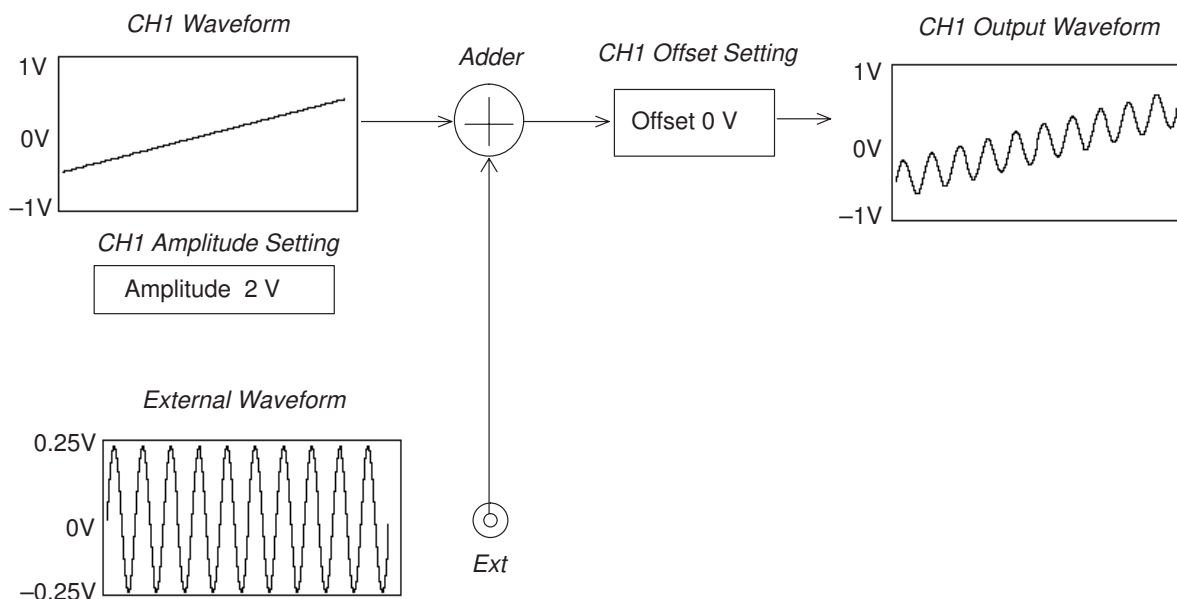 CH1 Waveform
1V
0V
–1V
CH1 Amplitude Setting
Amplitude 2 V
Adder
CH1 Offset Setting
Offset 0 V
CH1 Output Waveform
1V
0V
–1V
External Waveform
0.25V
0V
–0.25V
Ext